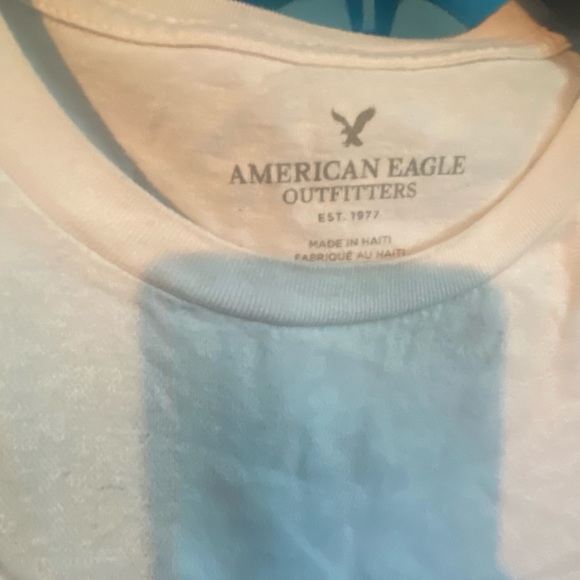 AMERICAN EAGLE
OUTFITTERS
EST. 1977
MADE IN HAITI
FABRIQUÉ AU HAITI